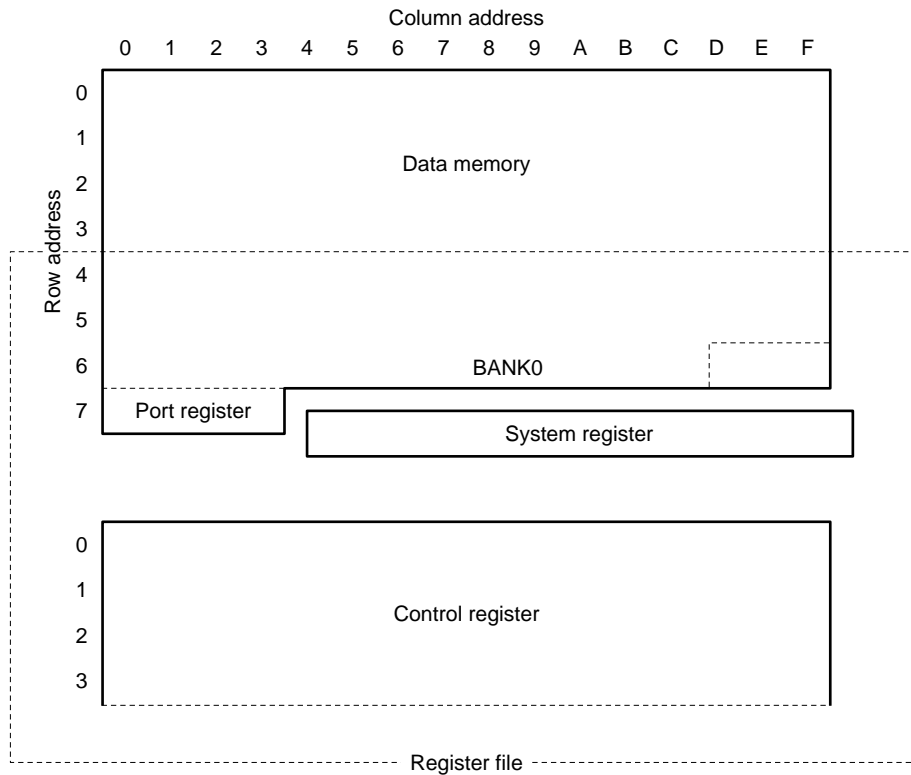 Column address
0 1 2 3 4 5 6 7 8 9 A B C D E F
Row address
0
1
Data memory
2
3
4
5
6
BANK0
7
Port register
System register
0
1
Control register
2
3
Register file